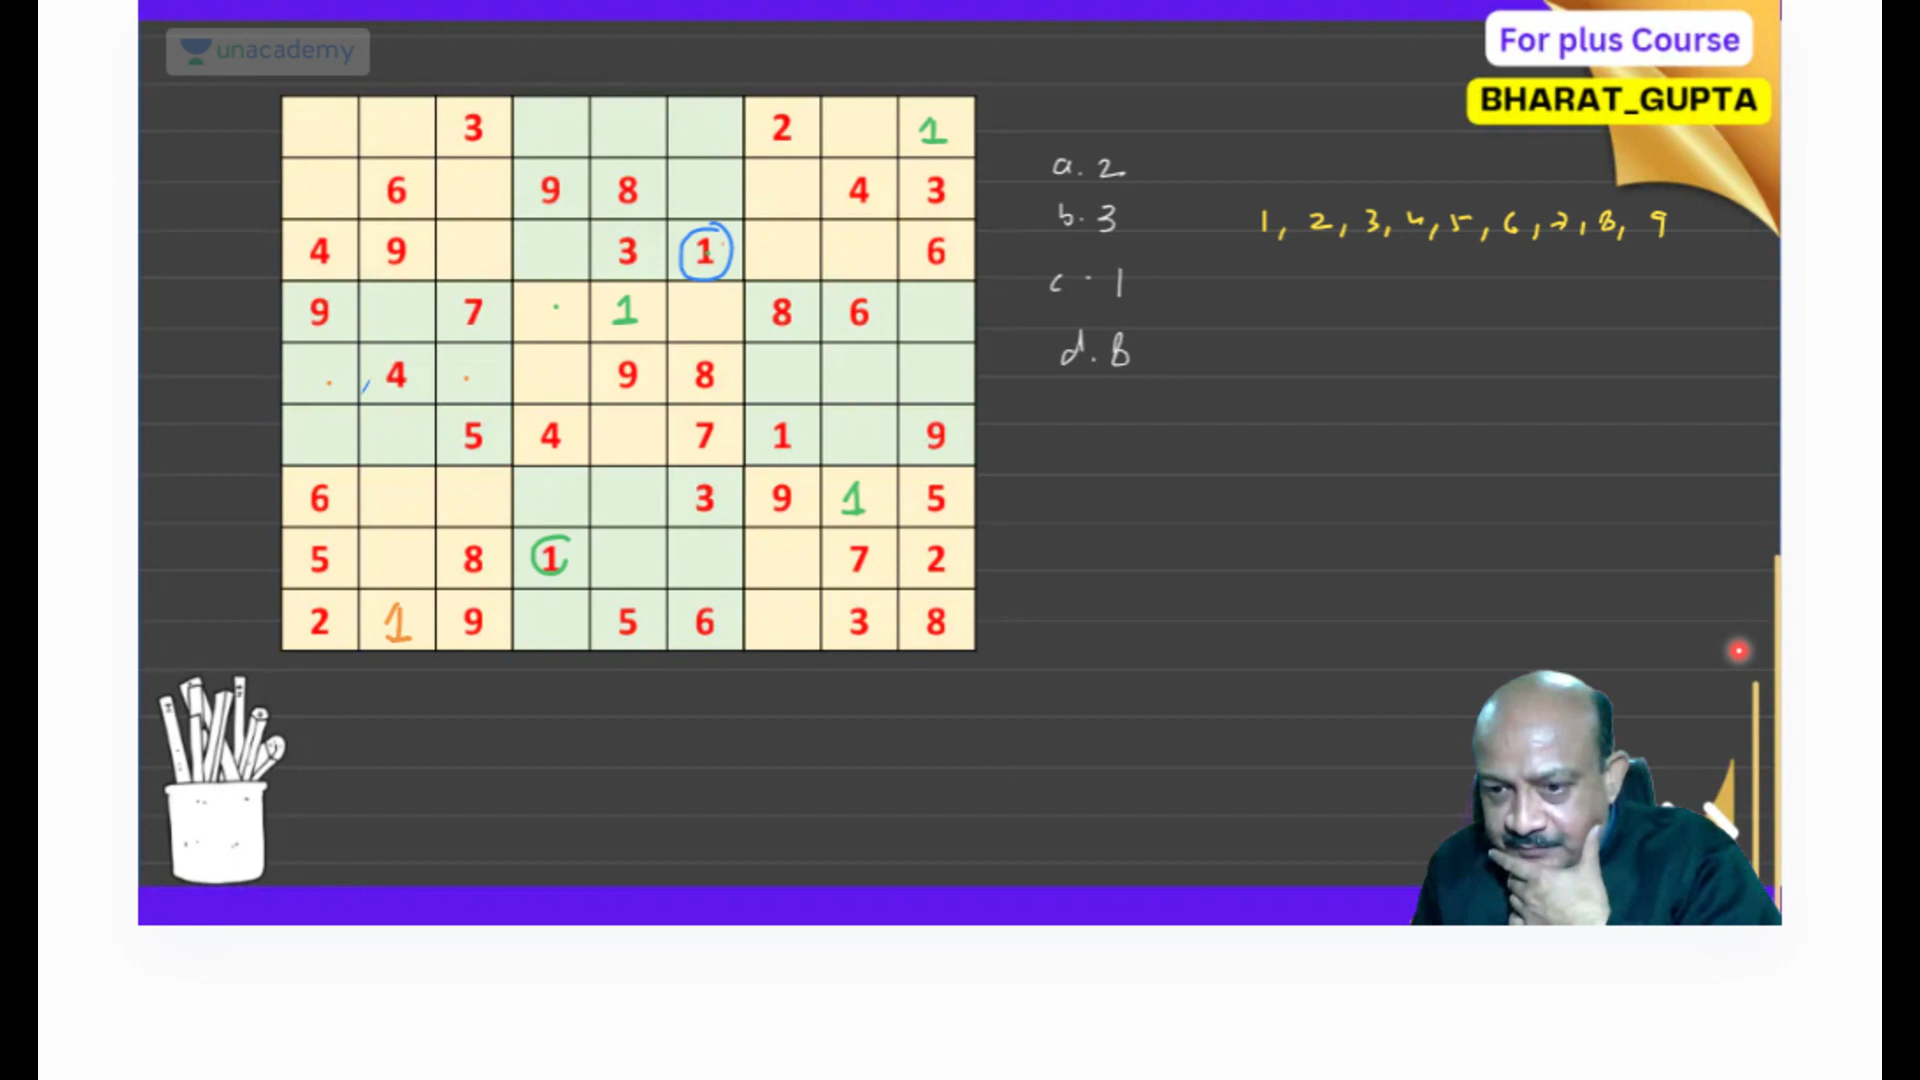 unacademy
For plus Course
BHARAT_GUPTA
3 2 1
6 9 8 4 3
4 9 3 1 6
9 7 1 8 6
4 9 8
5 4 7 1 9
6 3 9 1 5
5 8 1 7 2
2 1 9 5 6 3 8
a. 2
b. 3
c. 1
d. 8
1, 2, 3, 4, 5, 6, 7, 8, 9